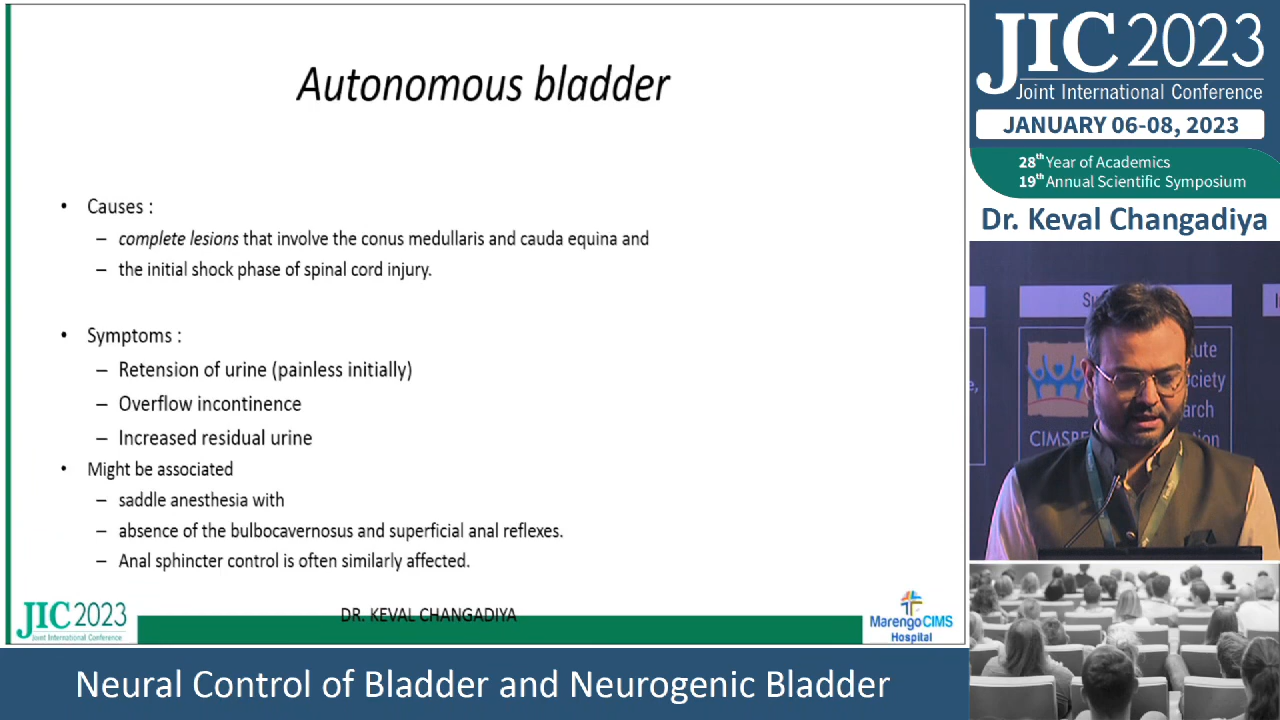 Autonomous bladder
• Causes :
– complete lesions that involve the conus medullaris and cauda equina and
– the initial shock phase of spinal cord injury.
• Symptoms :
– Retention of urine (painless initially)
– Overflow incontinence
– Increased residual urine
• Might be associated
– saddle anesthesia with
– absence of the bulbocavernosus and superficial anal reflexes.
– Anal sphincter control is often similarly affected.
JIC 2023
Joint International Conference
DR. KEVAL CHANGADIYA
MarengoCIMS
Hospital
Neural Control of Bladder and Neurogenic Bladder
JIC 2023
Joint International Conference
JANUARY 06-08, 2023
28th Year of Academics
19th Annual Scientific Symposium
Dr. Keval Changadiya